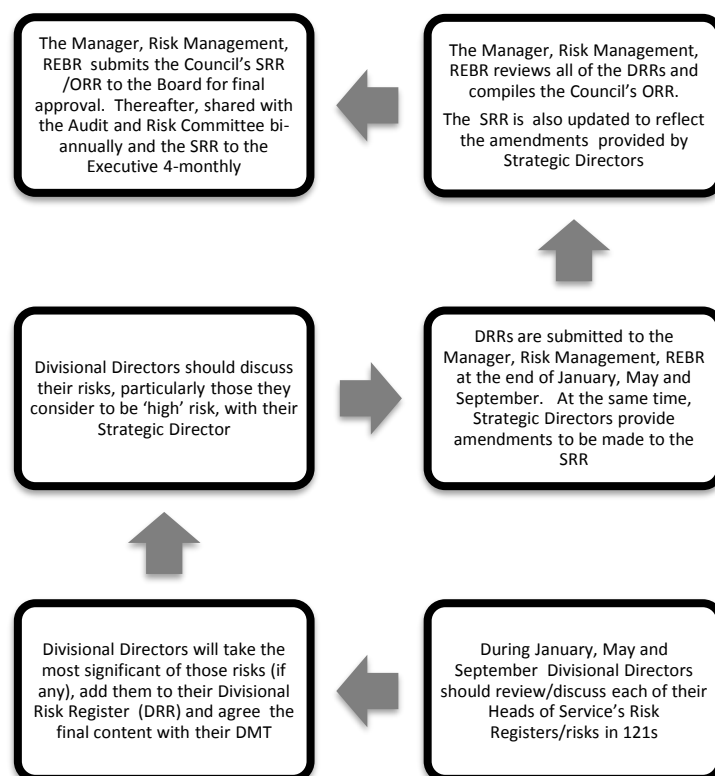 The Manager, Risk Management,
REBR submits the Council's SRR
/ORR to the Board for final
approval. Thereafter, shared with
the Audit and Risk Committee bi-
annually and the SRR to the
Executive 4-monthly
The Manager, Risk Management,
REBR reviews all of the DRRs and
compiles the Council's ORR.
The SRR is also updated to reflect
the amendments provided by
Strategic Directors
Divisional Directors should discuss
their risks, particularly those they
consider to be 'high' risk, with their
Strategic Director
DRRs are submitted to the
Manager, Risk Management, REBR
at the end of January, May and
September. At the same time,
Strategic Directors provide
amendments to be made to the
SRR
Divisional Directors will take the
most significant of those risks (if
any), add them to their Divisional
Risk Register (DRR) and agree the
final content with their DMT
During January, May and
September Divisional Directors
should review/discuss each of their
Heads of Service's Risk
Registers/risks in 121s